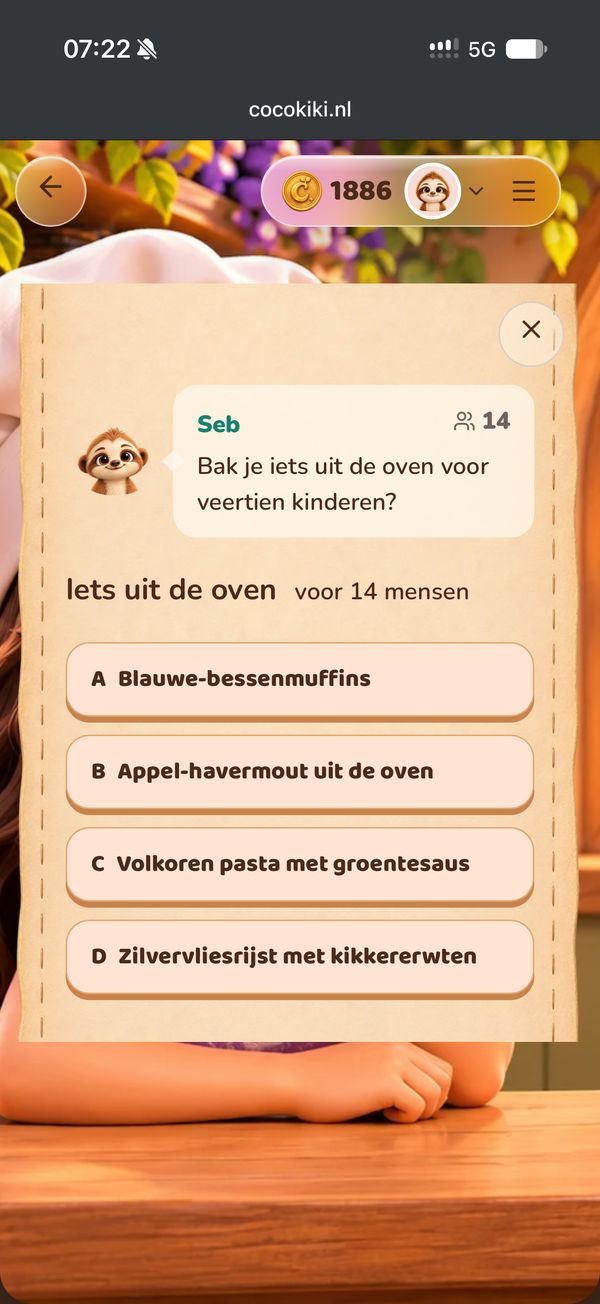 07:22
5G
cocokiki.nl
1886
Seb
14
Bak je iets uit de oven voor
veertien kinderen?
Iets uit de oven voor 14 mensen
A Blauwe-bessenmuffins
B Appel-havermout uit de oven
C Volkoren pasta met groentesaus
D Zilvervliesrijst met kikkererwten